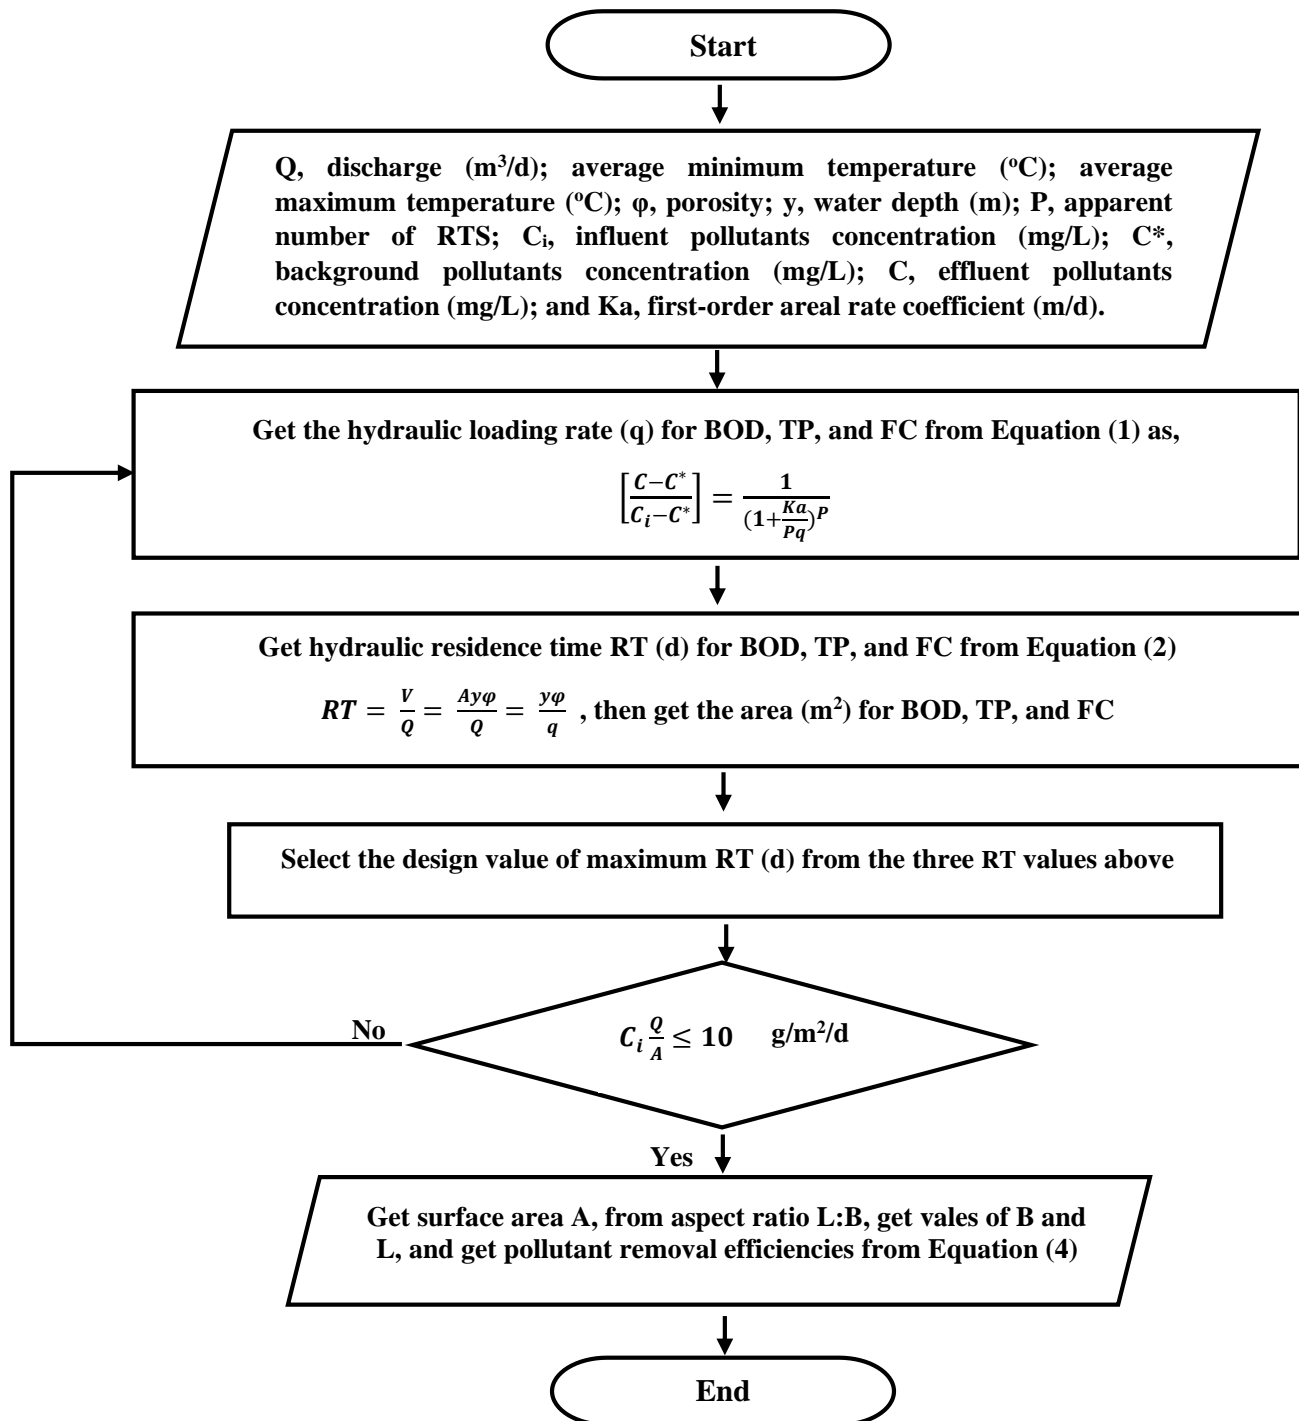 Start
Q, discharge (m³/d); average minimum temperature (ᵒC); average
maximum temperature (ᵒC); φ, porosity; y, water depth (m); P, apparent
number of RTS; Cᵢ, influent pollutants concentration (mg/L); C*,
background pollutants concentration (mg/L); C, effluent pollutants
concentration (mg/L); and Ka, first-order areal rate coefficient (m/d).
Get the hydraulic loading rate (q) for BOD, TP, and FC from Equation (1) as,
[(C−C*)/(Cᵢ−C*)] = 1/(1+Ka/Pq)^P
Get hydraulic residence time RT (d) for BOD, TP, and FC from Equation (2)
RT = V/Q = Ayφ/Q = yφ/q , then get the area (m²) for BOD, TP, and FC
Select the design value of maximum RT (d) from the three RT values above
Cᵢ Q/A ≤ 10 g/m²/d
No
Yes
Get surface area A, from aspect ratio L:B, get vales of B and
L, and get pollutant removal efficiencies from Equation (4)
End